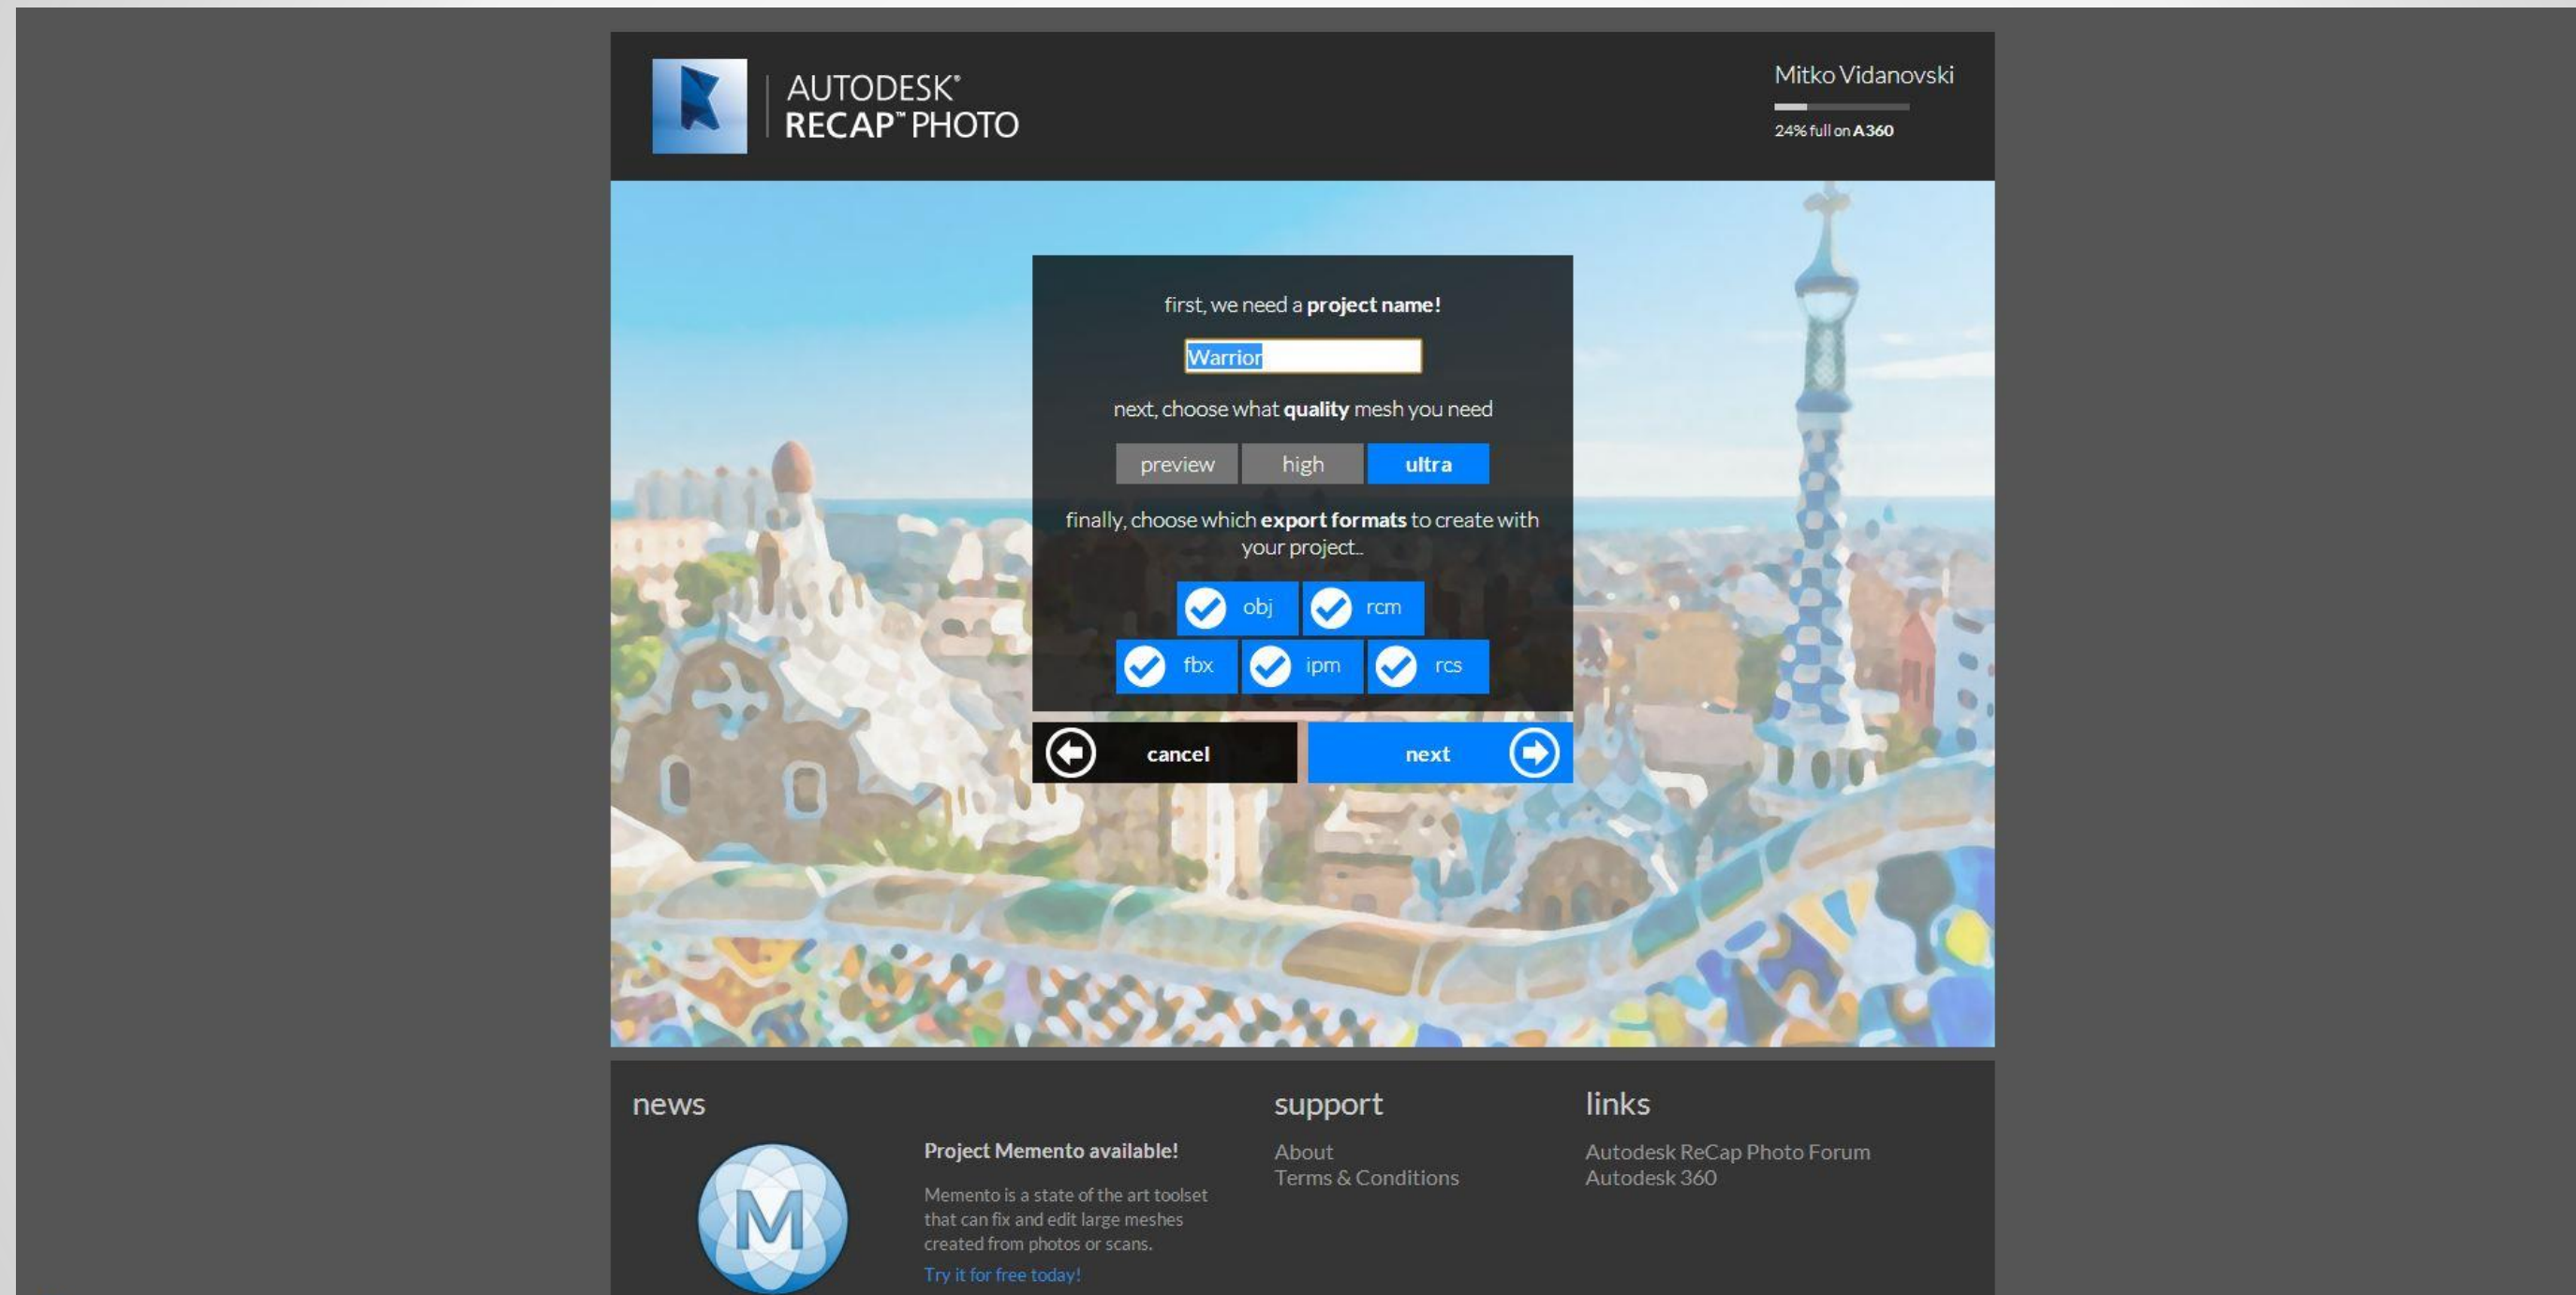 AUTODESK®
RECAP™ PHOTO
Mitko Vidanovski
24% full on A360
first, we need a project name!
Warrior
next, choose what quality mesh you need
preview high ultra
finally, choose which export formats to create with
your project...
obj rcm
fbx ipm rcs
cancel next
news
M
Project Memento available!
Memento is a state of the art toolset
that can fix and edit large meshes
created from photos or scans.
Try it for free today!
support
About
Terms & Conditions
links
Autodesk ReCap Photo Forum
Autodesk 360